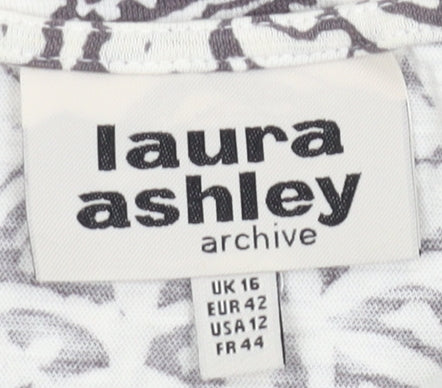 laura
ashley
archive
UK 16
EUR 42
USA 12
FR 44